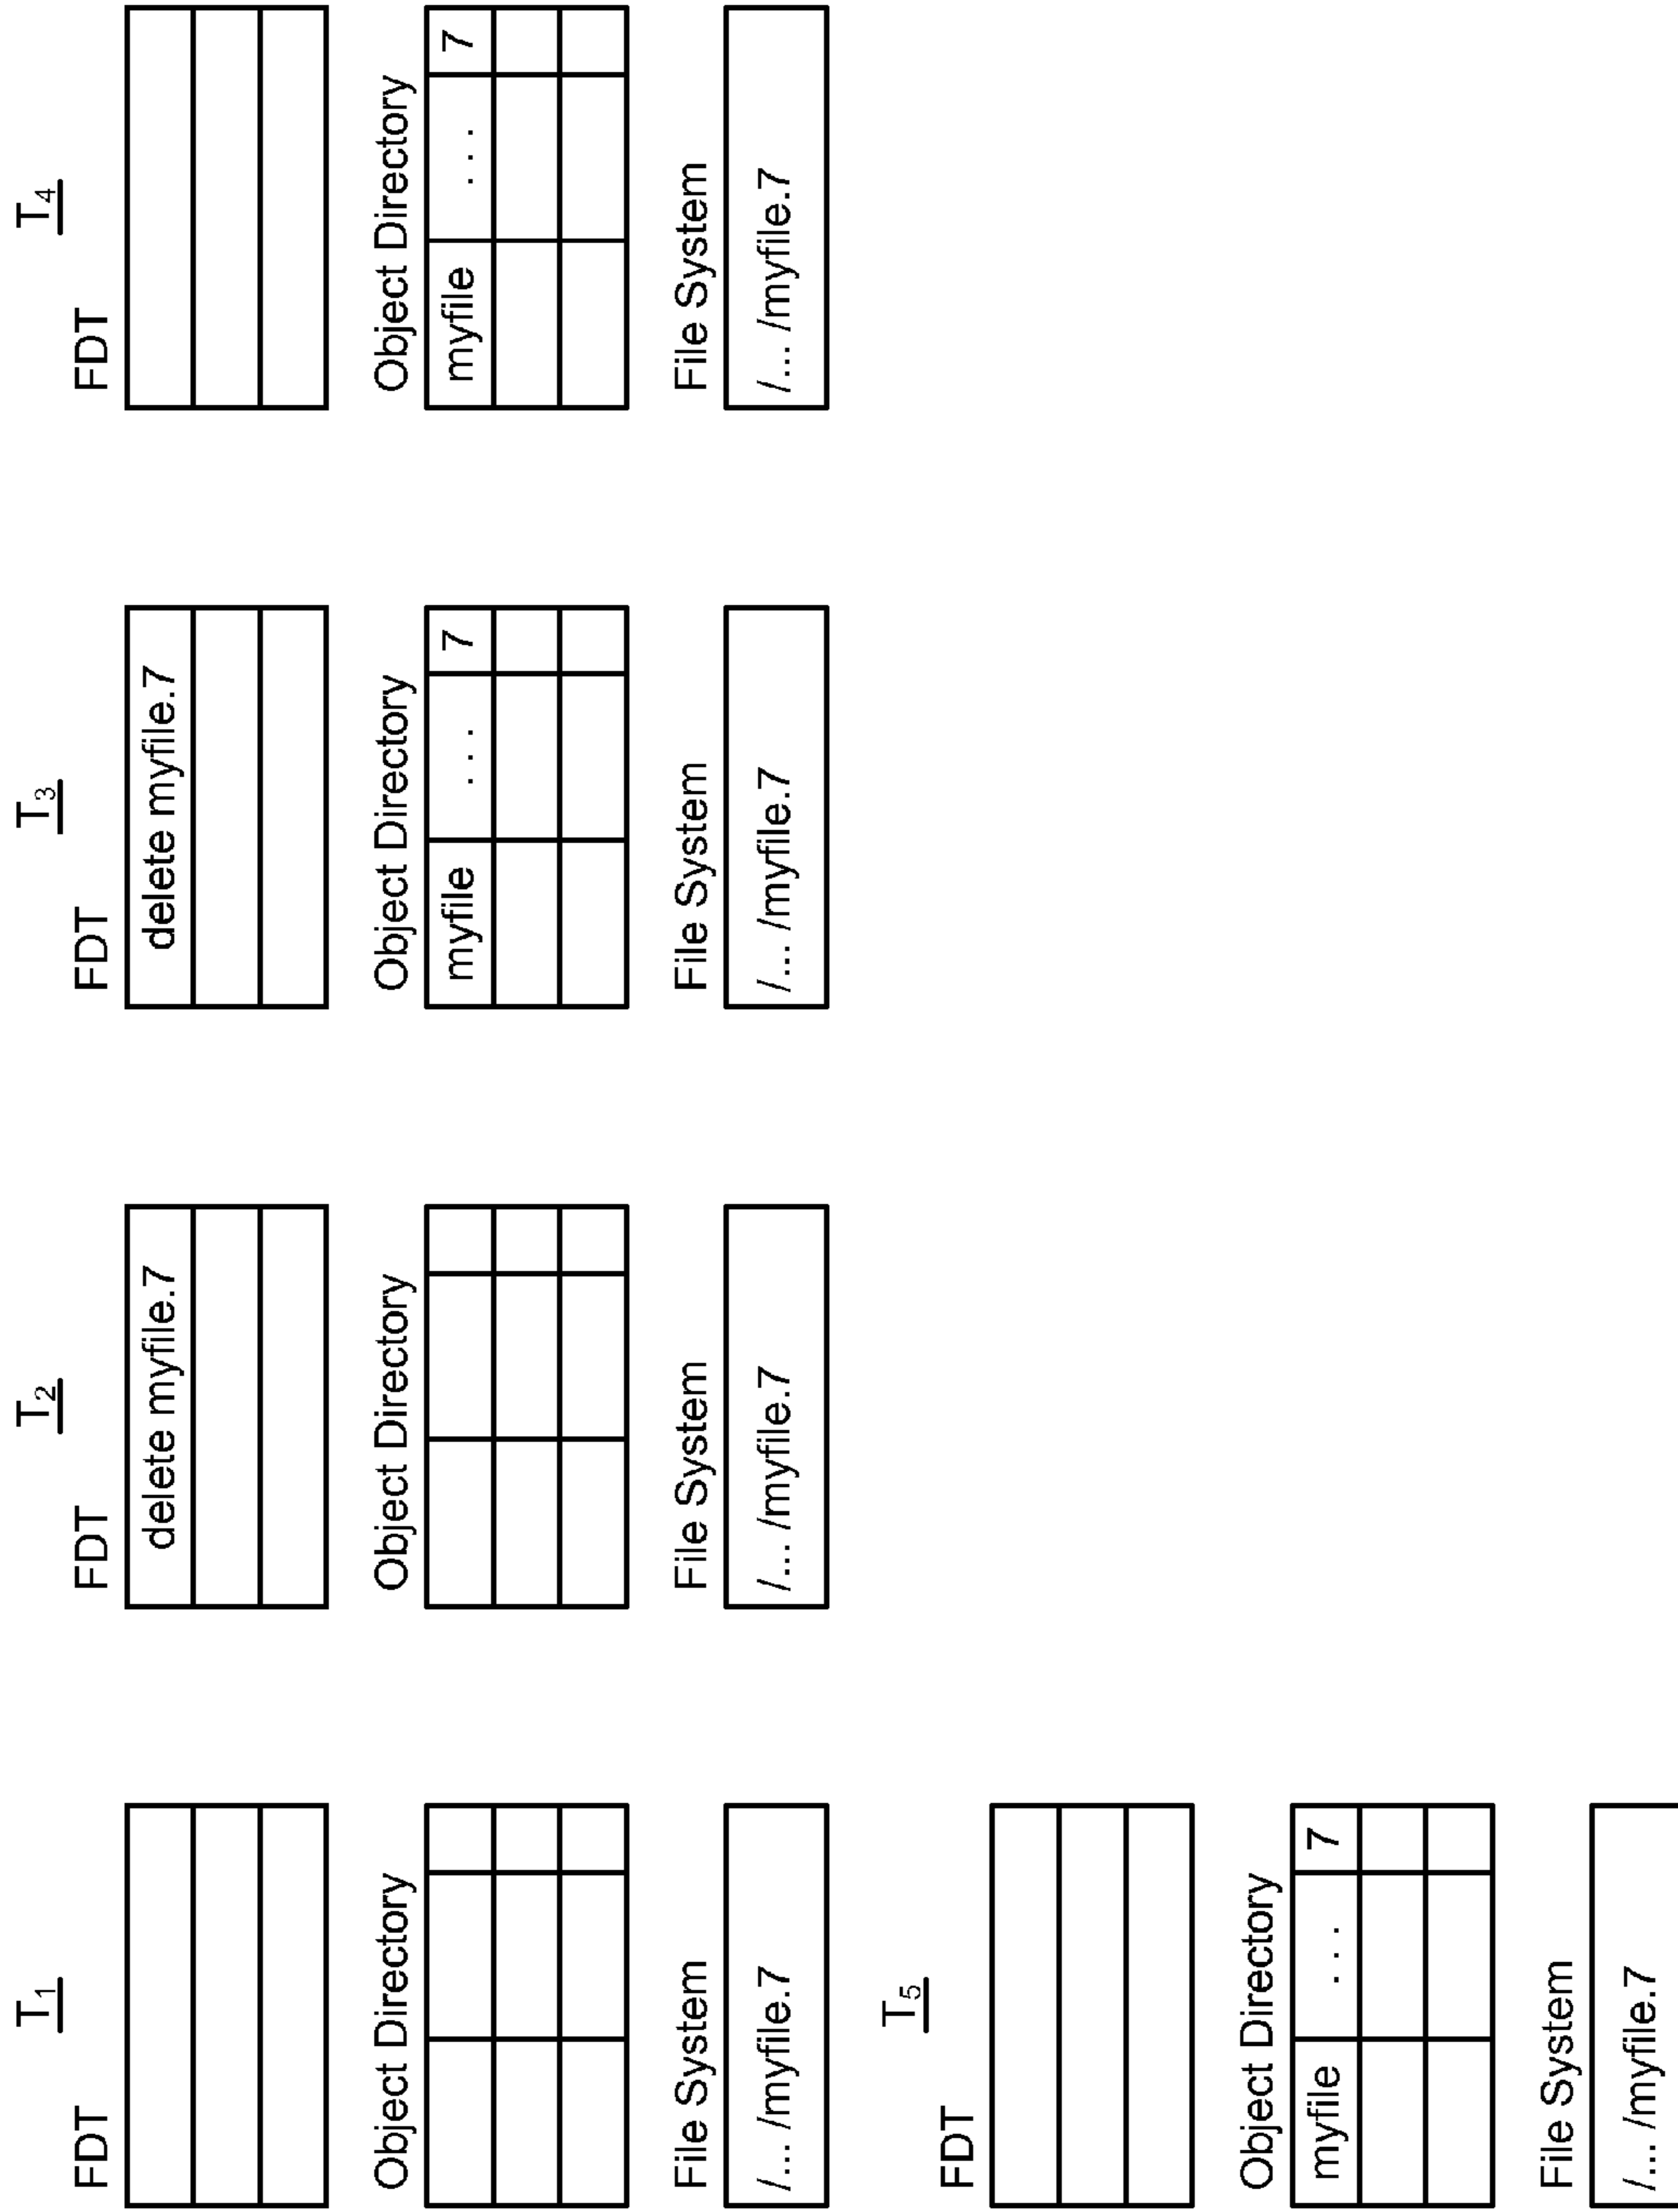 T1
FDT
Object Directory
File System
/... /myfile.7
T2
FDT
delete myfile.7
Object Directory
File System
/... /myfile.7
T3
FDT
delete myfile.7
Object Directory
myfile ... 7
File System
/... /myfile.7
T4
FDT
Object Directory
myfile ... 7
File System
/... /myfile.7
T5
FDT
Object Directory
myfile ... 7
File System
/... /myfile.7